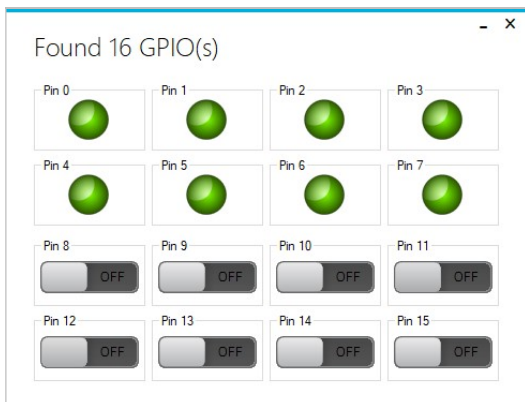 Found 16 GPIO(s)
Pin 0 Pin 1 Pin 2 Pin 3
Pin 4 Pin 5 Pin 6 Pin 7
Pin 8 Pin 9 Pin 10 Pin 11
OFF OFF OFF OFF
Pin 12 Pin 13 Pin 14 Pin 15
OFF OFF OFF OFF